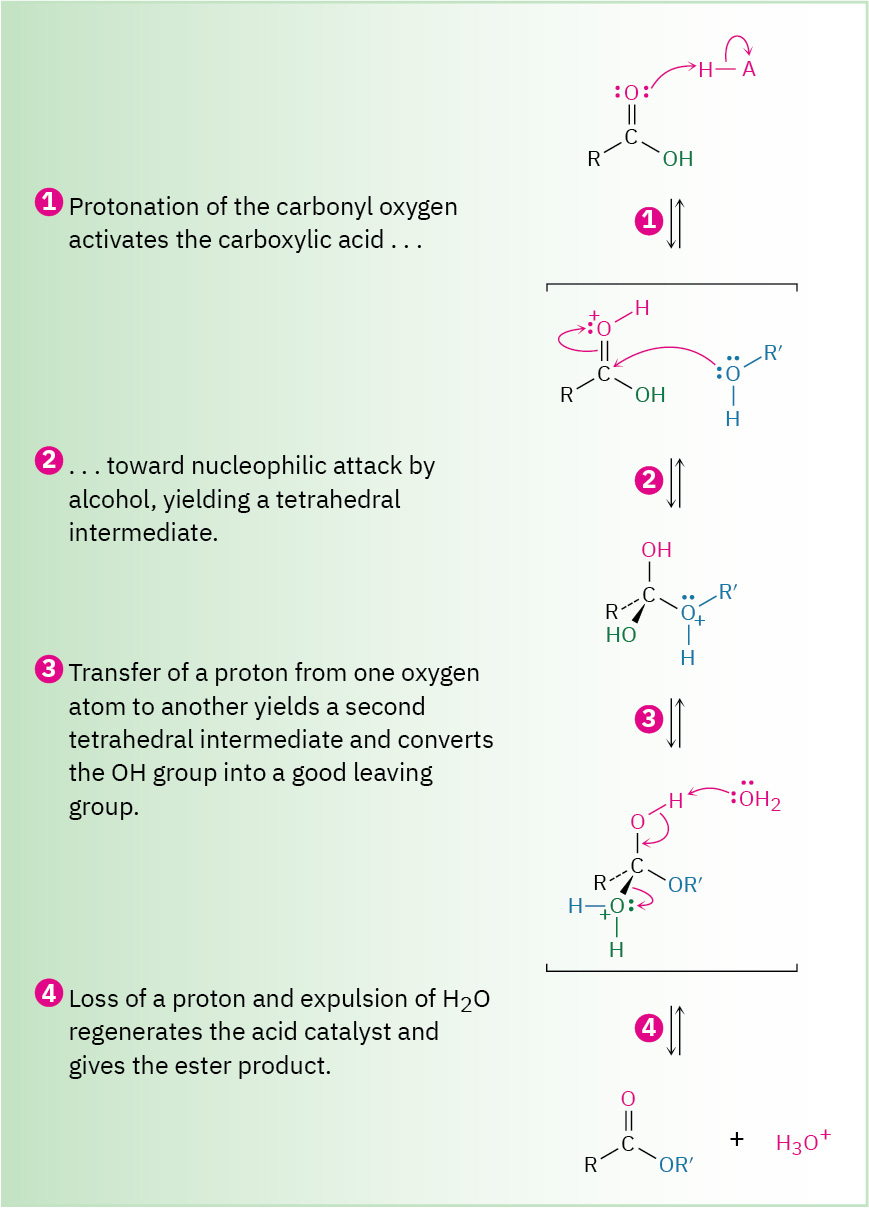 H — A
:O:
C
R OH
1 Protonation of the carbonyl oxygen
activates the carboxylic acid . . .
1
+ H
:O
R′
C :O
R OH
H
2 . . . toward nucleophilic attack by
alcohol, yielding a tetrahedral
intermediate.
2
OH
C R′
R O+
HO
H
3 Transfer of a proton from one oxygen
atom to another yields a second
tetrahedral intermediate and converts
the OH group into a good leaving
group.
3
H :OH₂
O
C
R OR′
H—O:
+
H
4 Loss of a proton and expulsion of H₂O
regenerates the acid catalyst and
gives the ester product.
4
O
C + H₃O⁺
R OR′